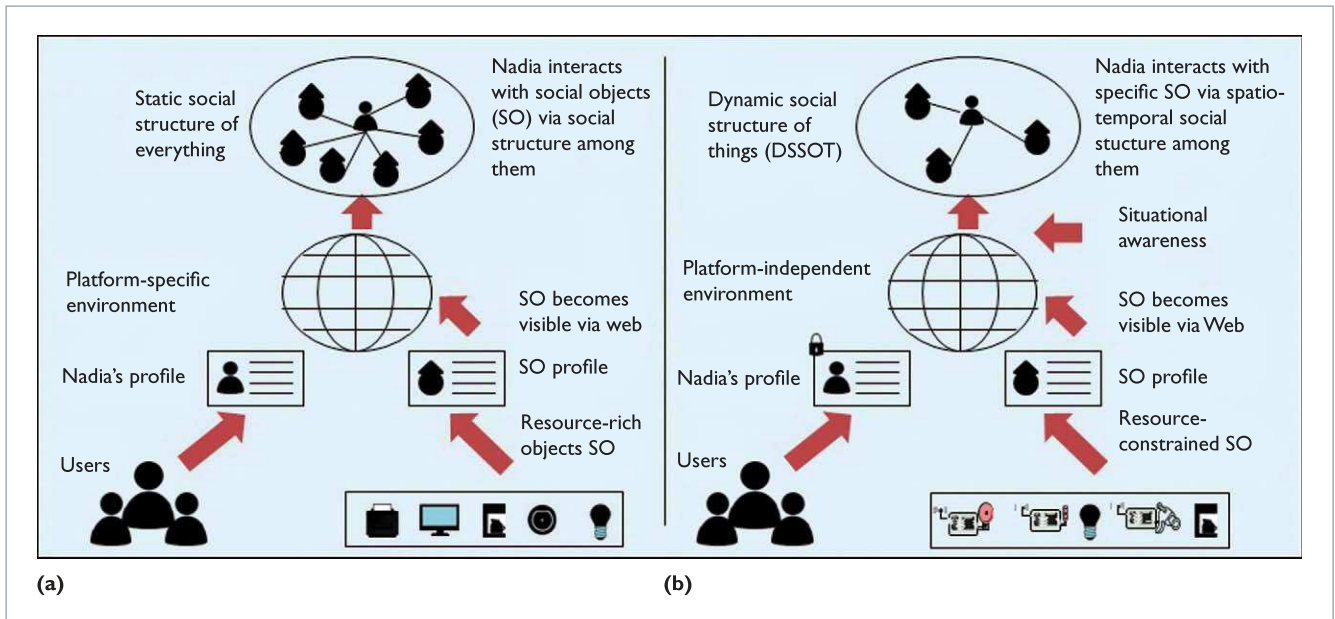 Static social
structure of
everything
Nadia interacts
with social objects
(SO) via social
structure among
them
Platform-specific
environment
SO becomes
visible via web
Nadia's profile
SO profile
Resource-rich
objects SO
Users
(a)
Dynamic social
structure of
things (DSSOT)
Nadia interacts with
specific SO via spatio-
temporal social
stucture among
them
Situational
awareness
Platform-independent
environment
SO becomes
visible via Web
Nadia's profile
SO profile
Resource-
constrained SO
Users
(b)